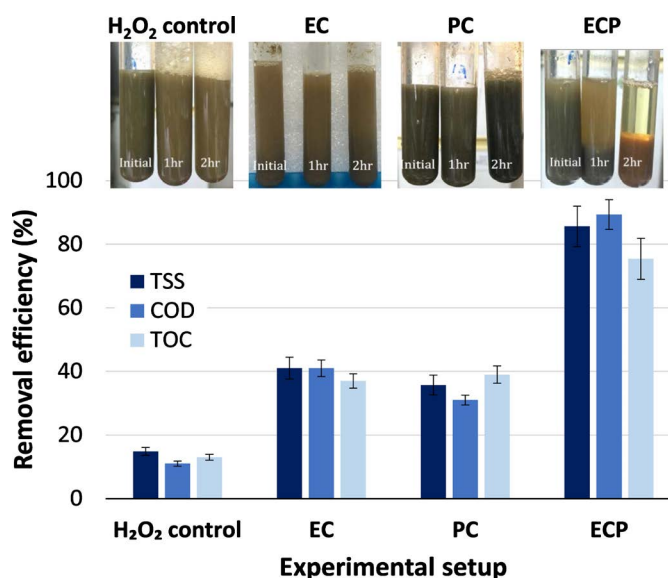 H₂O₂ control EC PC ECP
Initial 1hr 2hr Initial 1hr 2hr Initial 1hr 2hr Initial 1hr 2hr
100
80
60
40
20
0
Removal efficiency (%)
TSS
COD
TOC
H₂O₂ control EC PC ECP
Experimental setup